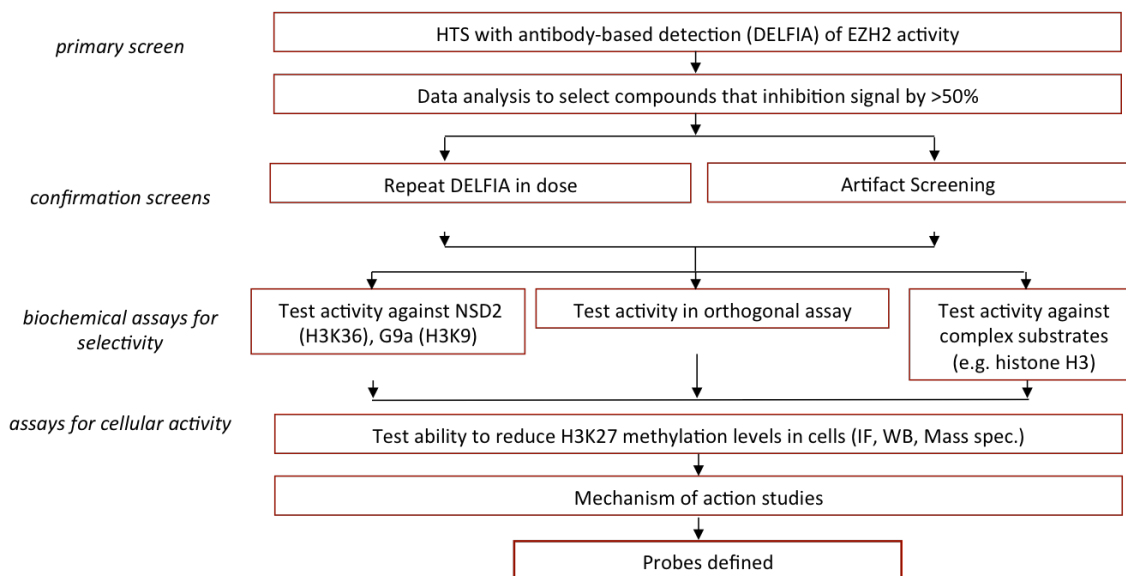 primary screen
HTS with antibody-based detection (DELFIA) of EZH2 activity
Data analysis to select compounds that inhibition signal by >50%
confirmation screens
Repeat DELFIA in dose
Artifact Screening
biochemical assays for
selectivity
Test activity against NSD2
(H3K36), G9a (H3K9)
Test activity in orthogonal assay
Test activity against
complex substrates
(e.g. histone H3)
assays for cellular activity
Test ability to reduce H3K27 methylation levels in cells (IF, WB, Mass spec.)
Mechanism of action studies
Probes defined